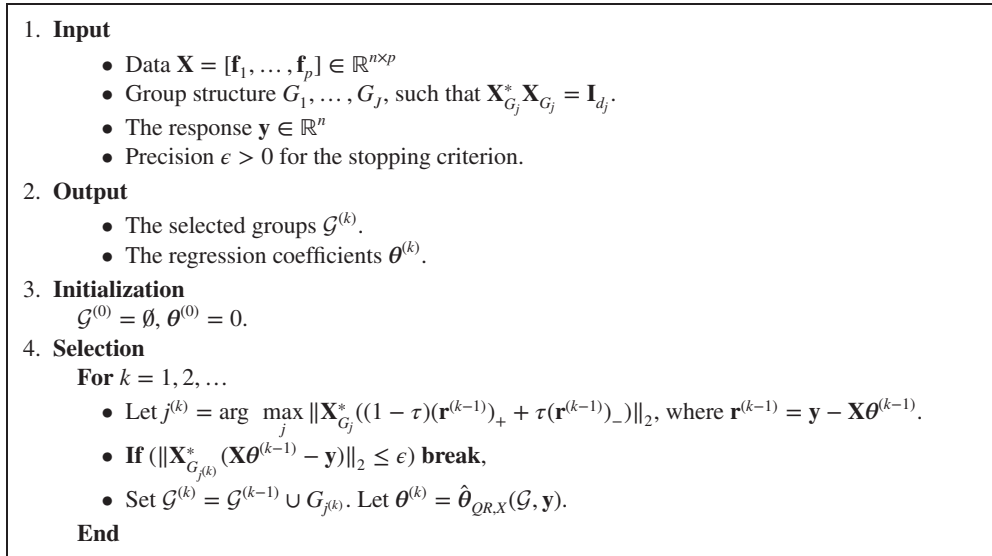 1. Input
• Data X = [f₁, … , fₚ] ∈ ℝⁿˣᵖ
• Group structure G₁, … , G_J, such that X*_{G_j} X_{G_j} = I_{d_j}.
• The response y ∈ ℝⁿ
• Precision ϵ > 0 for the stopping criterion.
2. Output
• The selected groups 𝒢^{(k)}.
• The regression coefficients θ^{(k)}.
3. Initialization
𝒢^{(0)} = ∅, θ^{(0)} = 0.
4. Selection
For k = 1, 2, …
• Let j^{(k)} = arg max_j ‖X*_{G_j}((1 − τ)(r^{(k−1)})₊ + τ(r^{(k−1)})₋)‖₂, where r^{(k−1)} = y − Xθ^{(k−1)}.
• If (‖X*_{G_{j^{(k)}}}(Xθ^{(k−1)} − y)‖₂ ≤ ϵ) break,
• Set 𝒢^{(k)} = 𝒢^{(k−1)} ∪ G_{j^{(k)}}. Let θ^{(k)} = θ̂_{QR,X}(𝒢, y).
End